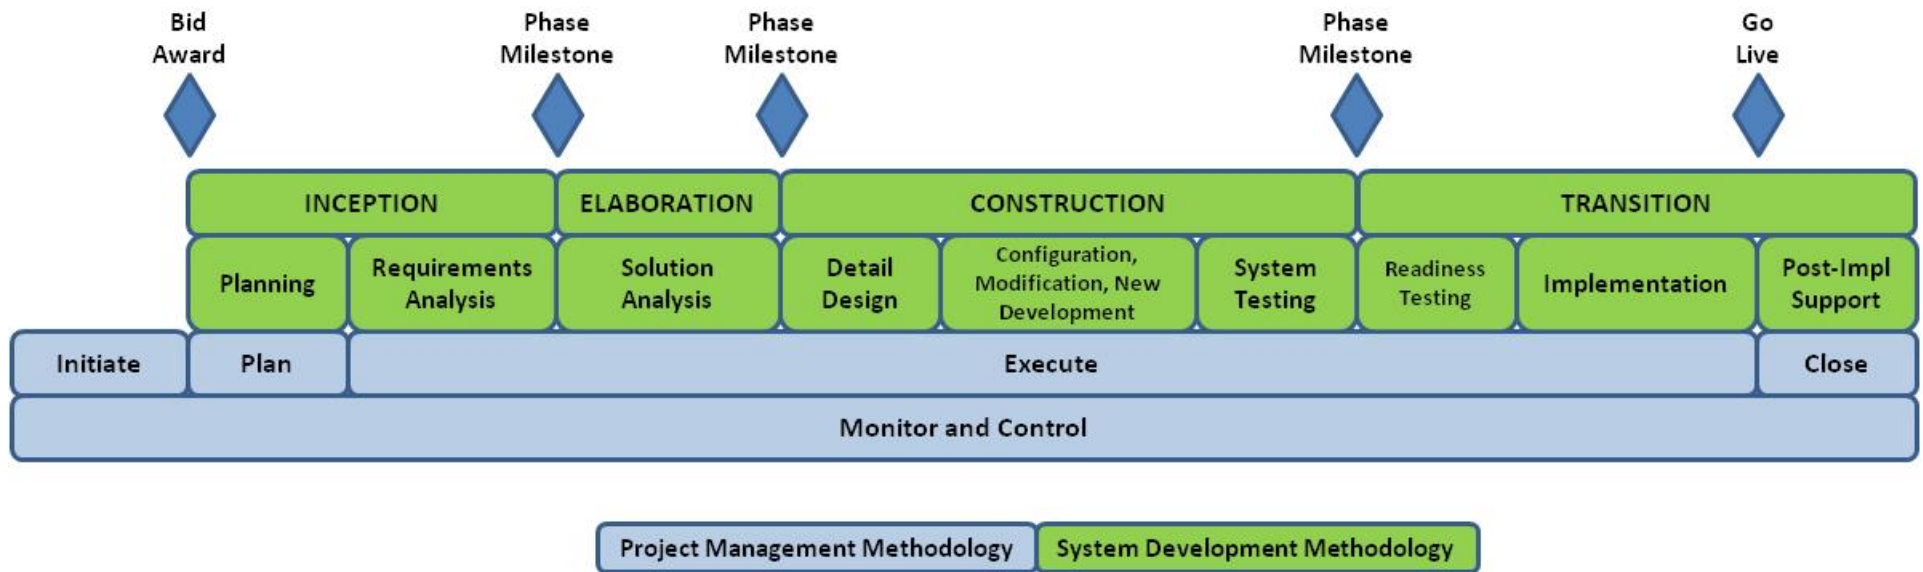 Bid
Award
Phase
Milestone
Phase
Milestone
Phase
Milestone
Go
Live
INCEPTION
ELABORATION
CONSTRUCTION
TRANSITION
Planning
Requirements
Analysis
Solution
Analysis
Detail
Design
Configuration,
Modification, New
Development
System
Testing
Readiness
Testing
Implementation
Post-Impl
Support
Initiate
Plan
Execute
Close
Monitor and Control
Project Management Methodology
System Development Methodology